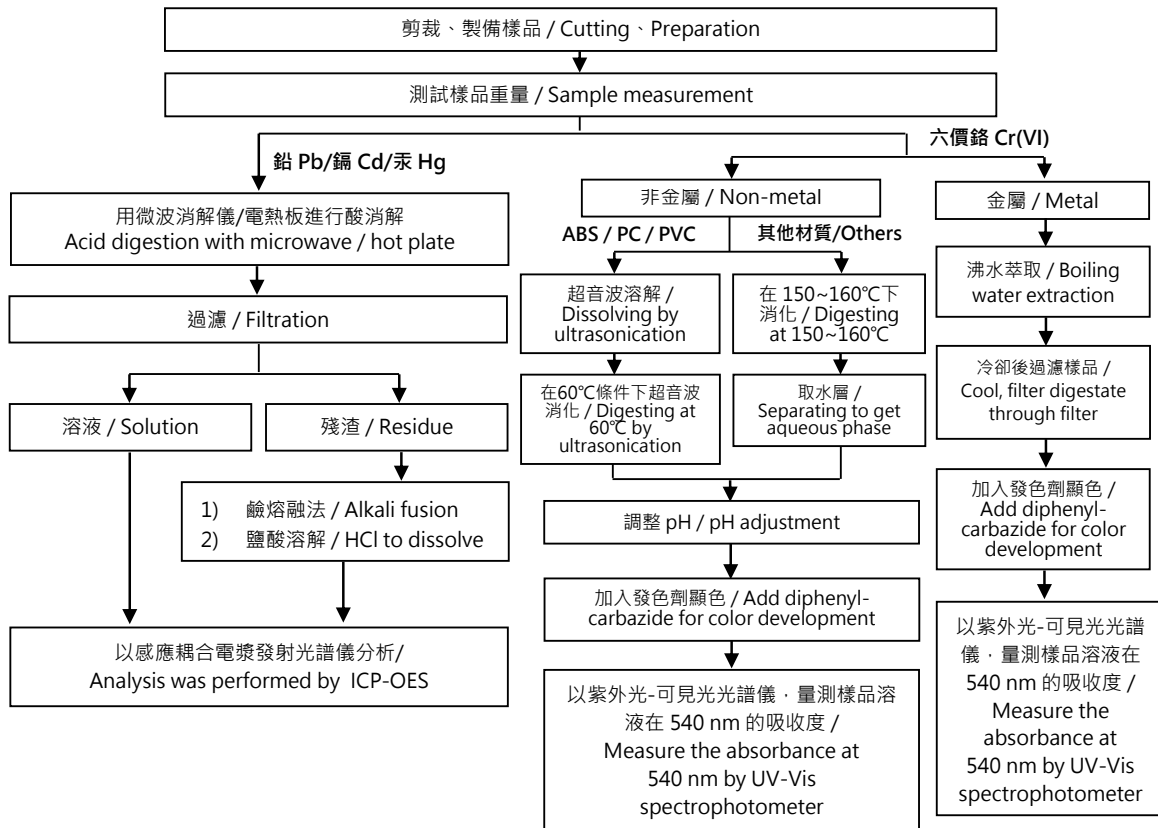 剪裁、製備樣品 / Cutting、Preparation
測試樣品重量 / Sample measurement
鉛 Pb/鎘 Cd/汞 Hg
六價鉻 Cr(VI)
用微波消解儀/電熱板進行酸消解
Acid digestion with microwave / hot plate
過濾 / Filtration
溶液 / Solution
殘渣 / Residue
1) 鹼熔融法 / Alkali fusion
2) 鹽酸溶解 / HCl to dissolve
以感應耦合電漿發射光譜儀分析/
Analysis was performed by ICP-OES
非金屬 / Non-metal
ABS / PC / PVC
其他材質/Others
超音波溶解 /
Dissolving by
ultrasonication
在60℃條件下超音波
消化 / Digesting at
60℃ by
ultrasonication
在 150~160℃下
消化 / Digesting
at 150~160℃
取水層 /
Separating to get
aqueous phase
調整 pH / pH adjustment
加入發色劑顯色 / Add diphenyl-
carbazide for color development
以紫外光-可見光光譜儀，量測樣品溶
液在 540 nm 的吸收度 /
Measure the absorbance at
540 nm by UV-Vis
spectrophotometer
金屬 / Metal
沸水萃取 / Boiling
water extraction
冷卻後過濾樣品 /
Cool, filter digestate
through filter
加入發色劑顯色 /
Add diphenyl-
carbazide for color
development
以紫外光-可見光光譜
儀，量測樣品溶液在
540 nm 的吸收度 /
Measure the
absorbance at
540 nm by UV-Vis
spectrophotometer